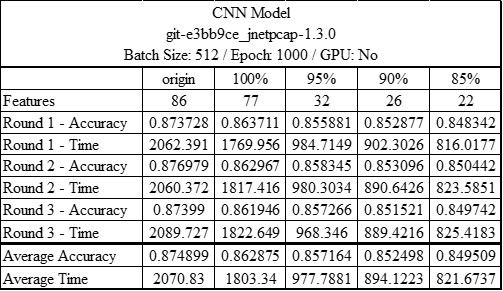 CNN Model
git-e3bb9ce_jnetpcap-1.3.0
Batch Size: 512 / Epoch: 1000 / GPU: No
origin 100% 95% 90% 85%
Features 86 77 32 26 22
Round 1 - Accuracy 0.873728 0.863711 0.855881 0.852877 0.848342
Round 1 - Time 2062.391 1769.956 984.7149 902.3026 816.0177
Round 2 - Accuracy 0.876979 0.862967 0.858345 0.853096 0.850442
Round 2 - Time 2060.372 1817.416 980.3034 890.6426 823.5851
Round 3 - Accuracy 0.87399 0.861946 0.857266 0.851521 0.849742
Round 3 - Time 2089.727 1822.649 968.346 889.4216 825.4183
Average Accuracy 0.874899 0.862875 0.857164 0.852498 0.849509
Average Time 2070.83 1803.34 977.7881 894.1223 821.6737